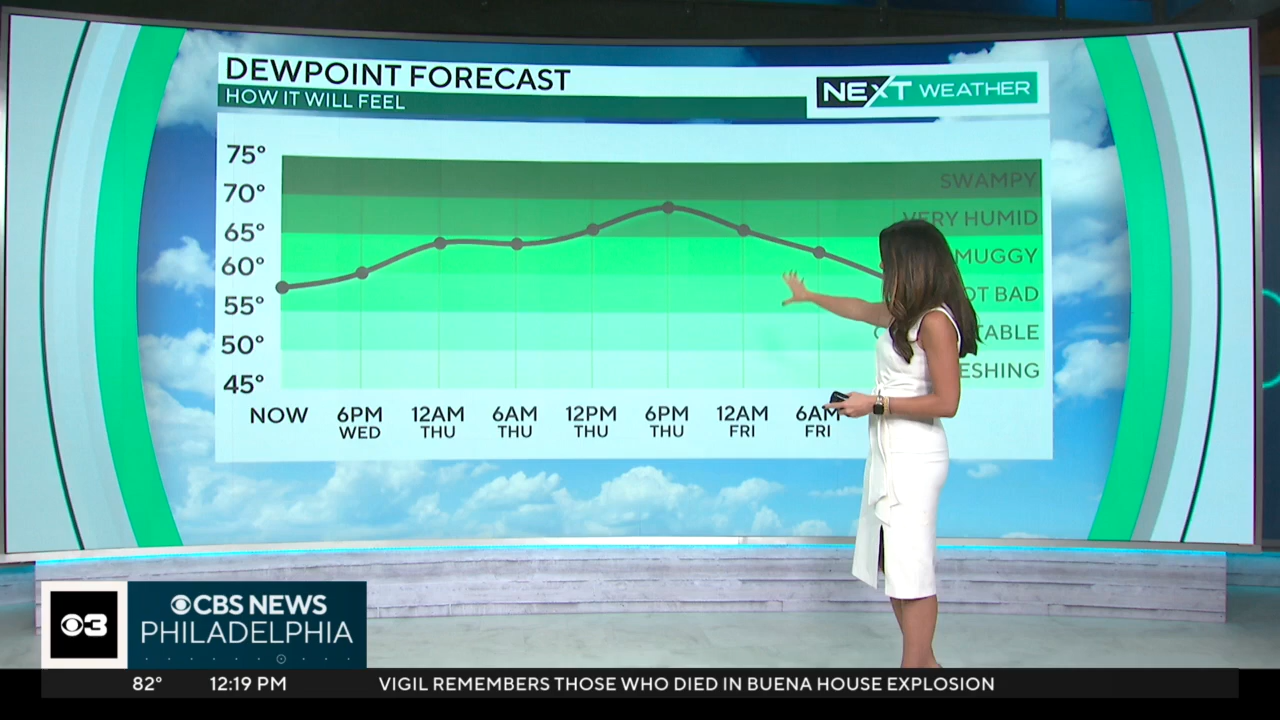 DEWPOINT FORECAST
HOW IT WILL FEEL
NEXT WEATHER
75°
70°
65°
60°
55°
50°
45°
SWAMPY
VERY HUMID
MUGGY
BAD
NOW
6PM
WED
12AM
THU
6AM
THU
12PM
THU
6PM
THU
12AM
FRI
6AM
FRI
3
CBS NEWS
PHILADELPHIA
82° 12:19 PM VIGIL REMEMBERS THOSE WHO DIED IN BUENA HOUSE EXPLOSION